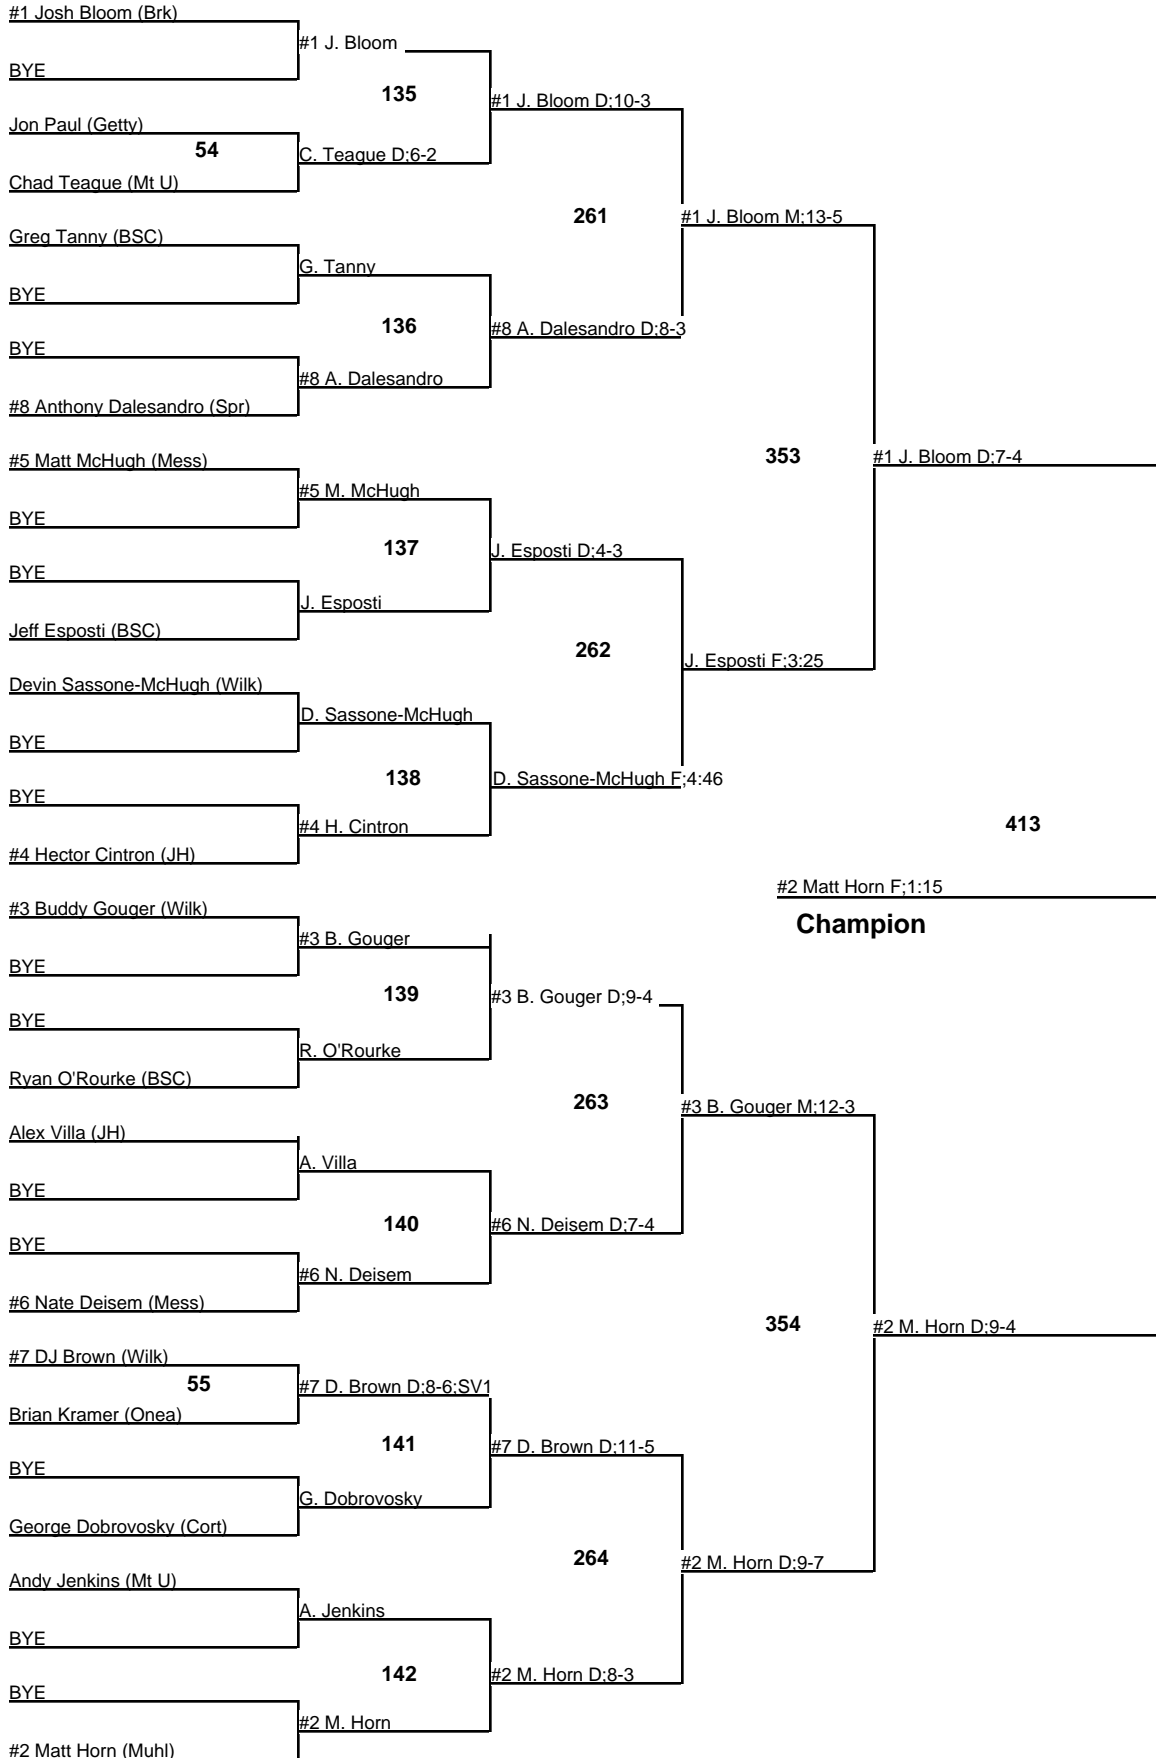 #1 Josh Bloom (Brk)
#1 J. Bloom
BYE
135
#1 J. Bloom D;10-3
Jon Paul (Getty)
54
C. Teague D;6-2
Chad Teague (Mt U)
261
#1 J. Bloom M;13-5
Greg Tanny (BSC)
G. Tanny
BYE
136
#8 A. Dalesandro D;8-3
BYE
#8 A. Dalesandro
#8 Anthony Dalesandro (Spr)
353
#1 J. Bloom D;7-4
#5 Matt McHugh (Mess)
#5 M. McHugh
BYE
137
J. Esposti D;4-3
BYE
J. Esposti
Jeff Esposti (BSC)
262
J. Esposti F;3:25
Devin Sassone-McHugh (Wilk)
D. Sassone-McHugh
BYE
138
D. Sassone-McHugh F;4:46
BYE
#4 H. Cintron
#4 Hector Cintron (JH)
413
#2 Matt Horn F;1:15
Champion
#3 Buddy Gouger (Wilk)
#3 B. Gouger
BYE
139
#3 B. Gouger D;9-4
BYE
R. O'Rourke
Ryan O'Rourke (BSC)
263
#3 B. Gouger M;12-3
Alex Villa (JH)
A. Villa
BYE
140
#6 N. Deisem D;7-4
BYE
#6 N. Deisem
#6 Nate Deisem (Mess)
354
#2 M. Horn D;9-4
#7 DJ Brown (Wilk)
55
#7 D. Brown D;8-6;SV1
Brian Kramer (Onea)
141
#7 D. Brown D;11-5
BYE
G. Dobrovosky
George Dobrovosky (Cort)
264
#2 M. Horn D;9-7
Andy Jenkins (Mt U)
A. Jenkins
BYE
142
#2 M. Horn D;8-3
BYE
#2 M. Horn
#2 Matt Horn (Muhl)